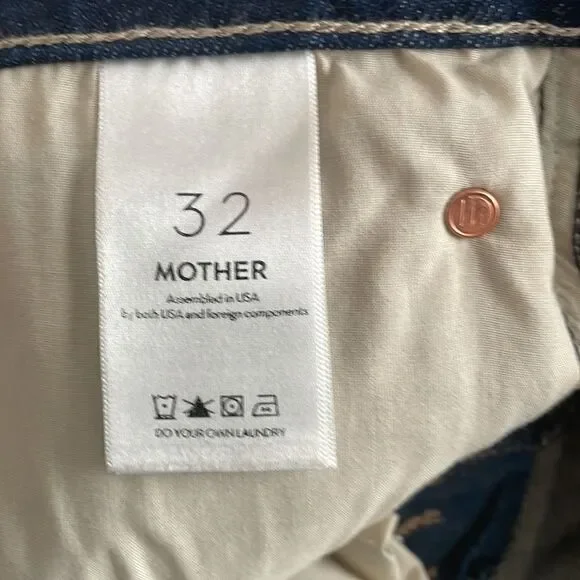 32
MOTHER
Assembled in USA
by both USA and foreign components
DO YOUR OWN LAUNDRY